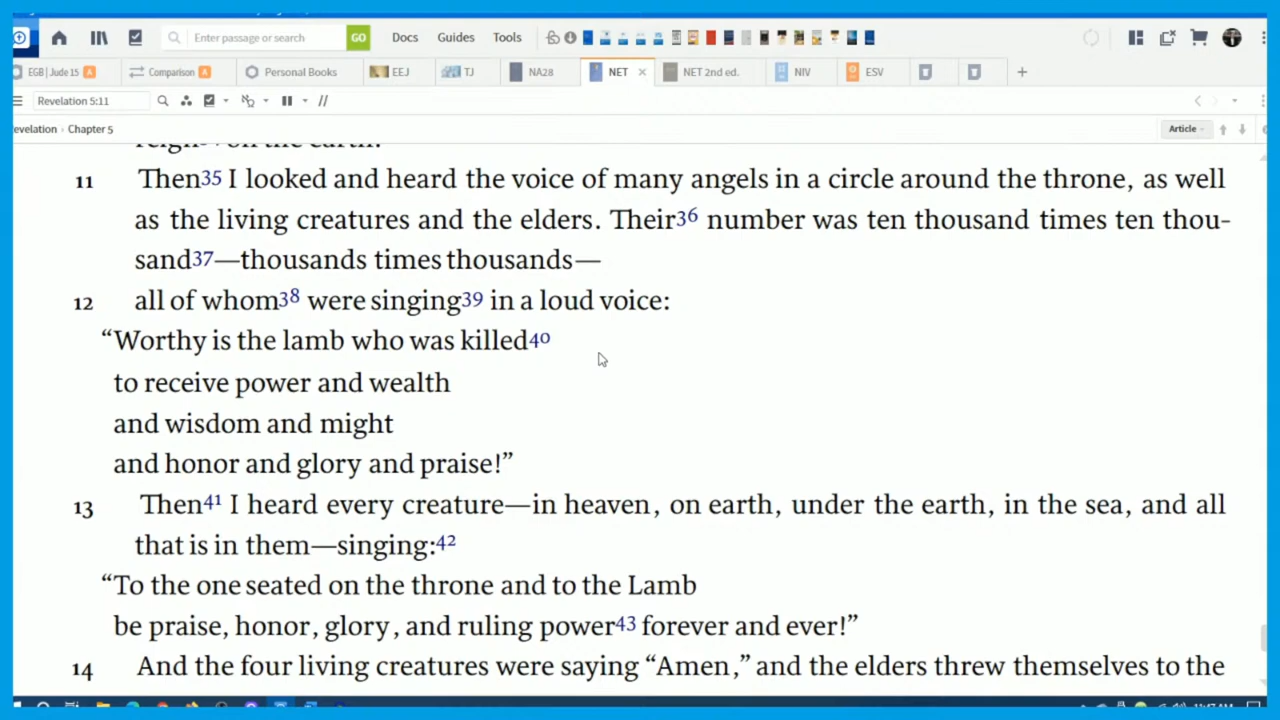 Enter passage or search GO Docs Guides Tools
EGB | Jude 15 A Comparison A Personal Books EEJ TJ NA28 NET × NET 2nd ed. NIV ESV +
Revelation 5:11 //
evelation › Chapter 5 Article
11 Then35 I looked and heard the voice of many angels in a circle around the throne, as well
as the living creatures and the elders. Their36 number was ten thousand times ten thou-
sand37—thousands times thousands—
12 all of whom38 were singing39 in a loud voice:
“Worthy is the lamb who was killed40
to receive power and wealth
and wisdom and might
and honor and glory and praise!”
13 Then41 I heard every creature—in heaven, on earth, under the earth, in the sea, and all
that is in them—singing:42
“To the one seated on the throne and to the Lamb
be praise, honor, glory, and ruling power43 forever and ever!”
14 And the four living creatures were saying “Amen,” and the elders threw themselves to the